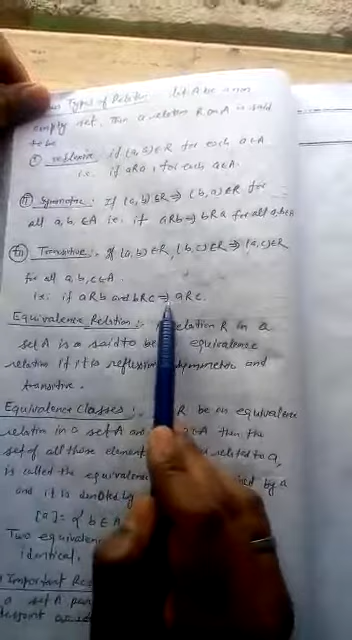 Types of Relation let A be a non
empty set. Then a relation R on A is said
to be
(i) reflexive: if (a, a) ∈ R for each a ∈ A
i.e. if aRa, for each a ∈ A.
(ii) Symmetric: If (a, b) ∈ R ⇒ (b, a) ∈ R for
all a, b, ∈ A i.e. if aRb ⇒ bRa for all a, b ∈ A
(iii) Transitive: If (a, b) ∈ R, (b, c) ∈ R ⇒ (a, c) ∈ R
for all a, b, c ∈ A.
i.e. if aRb and bRc ⇒ aRc.
Equivalence Relation: relation R in a
set A is said to be equivalence
relation if it is reflexive, symmetric and
transitive.
Equivalence Classes: R be an equivalence
relation in a set A and ∈ A then the
set of all those element related to a,
is called the equivalence by a
and it is denoted by
[a] = { b ∈ A
Two equivalence
identical.
Important
a set A